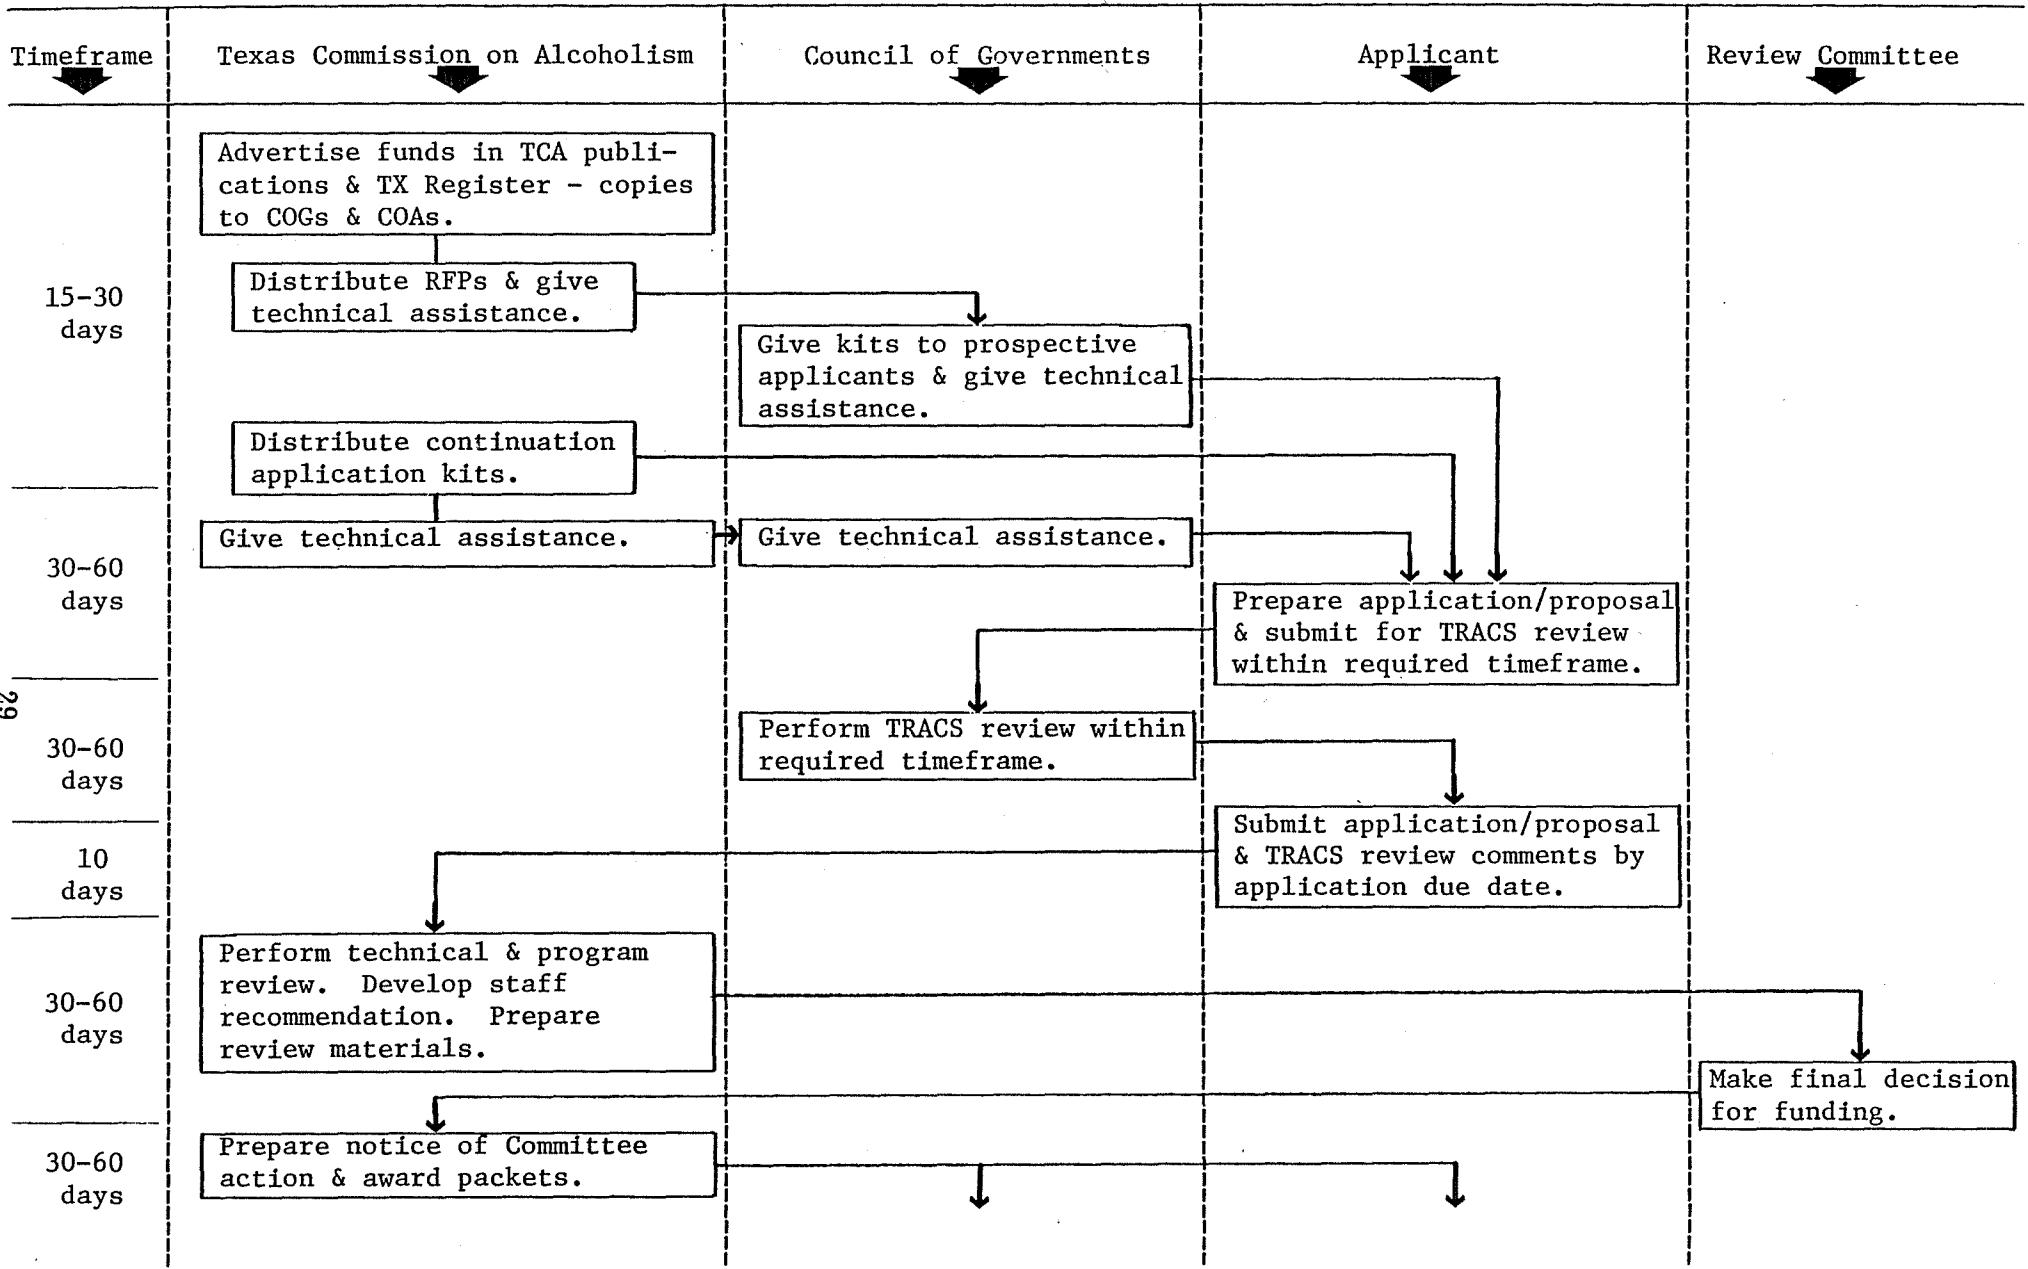 Timeframe
Texas Commission on Alcoholism
Council of Governments
Applicant
Review Committee
Advertise funds in TCA publi-
cations & TX Register - copies
to COGs & COAs.
15-30
days
Distribute RFPs & give
technical assistance.
Give kits to prospective
applicants & give technical
assistance.
Distribute continuation
application kits.
30-60
days
Give technical assistance.
Give technical assistance.
Prepare application/proposal
& submit for TRACS review
within required timeframe.
29
30-60
days
Perform TRACS review within
required timeframe.
10
days
Submit application/proposal
& TRACS review comments by
application due date.
30-60
days
Perform technical & program
review.  Develop staff
recommendation.  Prepare
review materials.
Make final decision
for funding.
30-60
days
Prepare notice of Committee
action & award packets.